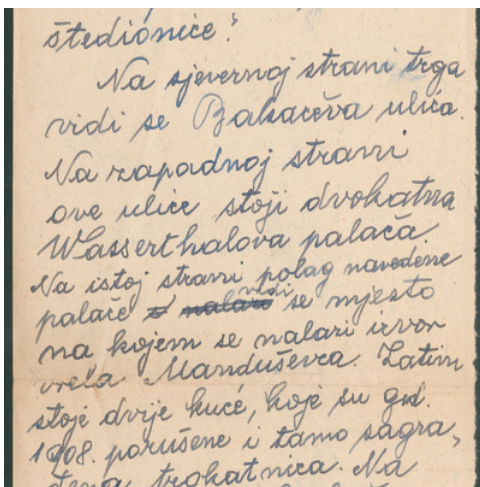 štedionice."
Na sjevernoj strani trga
vidi se Bakačeva ulica.
Na zapadnoj strani
ove ulice stoji dvokatna
Wasserthalova palača
Na istoj strani polag navedene
palače vidi se mjesto
na kojem se nalazi izvor
vrela Manduševca. Zatim
stoje dvije kuće, koje su god.
1908. porušene i tamo sagra-
đena trokatnica. Na